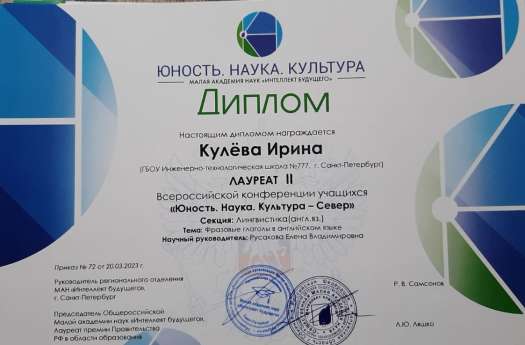 ЮНОСТЬ. НАУКА. КУЛЬТУРА
МАЛАЯ АКАДЕМИЯ НАУК «ИНТЕЛЛЕКТ БУДУЩЕГО»
Диплом
Настоящим дипломом награждается
Кулёва Ирина
(ГБОУ Инженерно-технологическая школа №777, г. Санкт-Петербург)
ЛАУРЕАТ II
Всероссийской конференции учащихся
«Юность. Наука. Культура – Север»
Секция: Лингвистика(англ.яз.)
Тема: Фразовые глаголы в английском языке
Научный руководитель: Русакова Елена Владимировна
Приказ № 72 от 20.03.2023 г.
Руководитель регионального отделения
МАН «Интеллект будущего»,
г. Санкт-Петербург
Р. В. Самсонов
Председатель Общероссийской
Малой академии наук «Интеллект будущего»,
Лауреат премии Правительства
РФ в области образования
Л.Ю. Ляшко